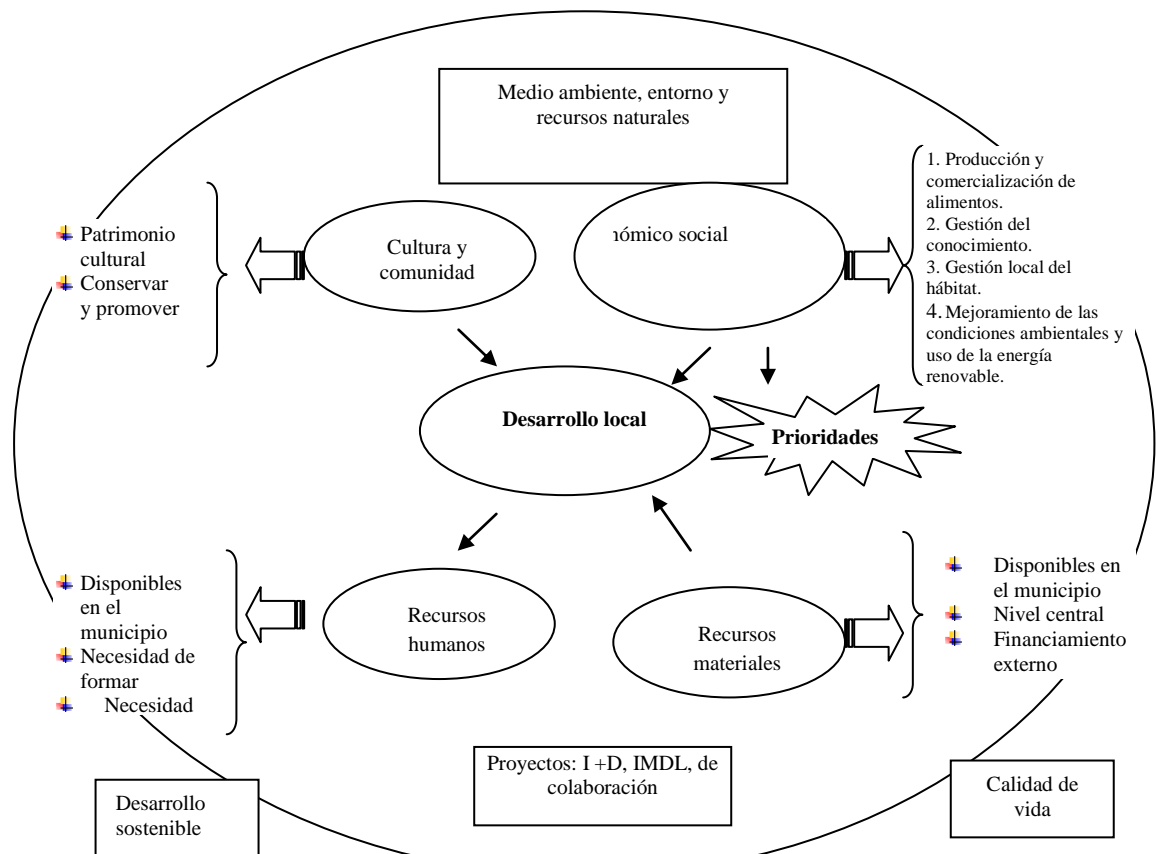 Medio ambiente, entorno y
recursos naturales
Patrimonio
cultural
Conservar
y promover
Cultura y
comunidad
nómico social
1. Producción y
comercialización de
alimentos.
2. Gestión del
conocimiento.
3. Gestión local del
hábitat.
4. Mejoramiento de las
condiciones ambientales y
uso de la energía
renovable.
Desarrollo local
Prioridades
Disponibles
en el
municipio
Necesidad de
formar
Necesidad
Recursos
humanos
Recursos
materiales
Disponibles en
el municipio
Nivel central
Financiamiento
externo
Desarrollo
sostenible
Proyectos: I +D, IMDL, de
colaboración
Calidad de
vida